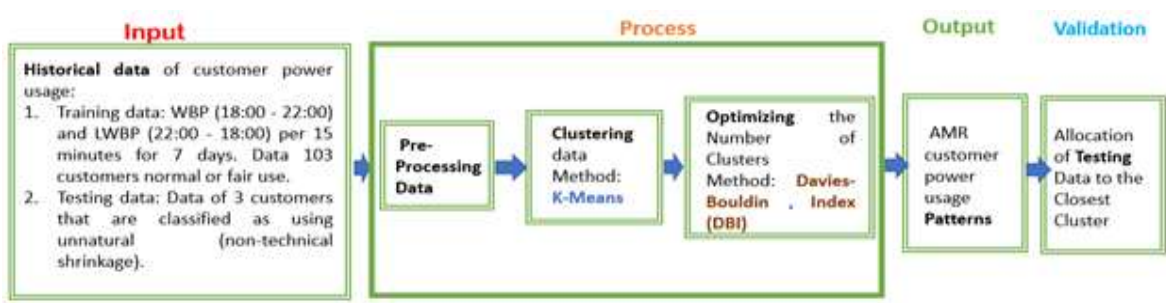 Input
Historical data of customer power
usage:
1. Training data: WBP (18:00 - 22:00)
and LWBP (22:00 - 18:00) per 15
minutes for 7 days. Data 103
customers normal or fair use.
2. Testing data: Data of 3 customers
that are classified as using
unnatural (non-technical
shrinkage).
Process
Pre-
Processing
Data
Clustering
data
Method:
K-Means
Optimizing the
Number of
Clusters
Method: Davies-
Bouldin , Index
(DBI)
Output
AMR
customer
power
usage
Patterns
Validation
Allocation
of Testing
Data to the
Closest
Cluster